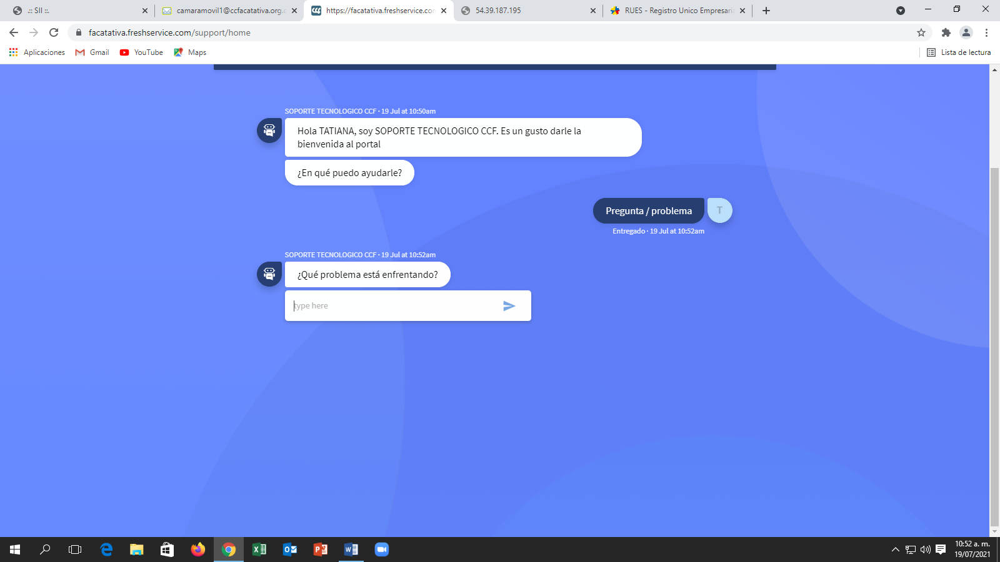 .:: SII ::.
camaramovil1@ccfacatativa.org.c
https://facatativa.freshservice.com
54.39.187.195
RUES - Registro Unico Empresaria
facatativa.freshservice.com/support/home
Aplicaciones
Gmail
YouTube
Maps
Lista de lectura
SOPORTE TECNOLOGICO CCF · 19 Jul at 10:50am
Hola TATIANA, soy SOPORTE TECNOLOGICO CCF. Es un gusto darle la
bienvenida al portal
¿En qué puedo ayudarle?
Pregunta / problema
T
Entregado · 19 Jul at 10:52am
SOPORTE TECNOLOGICO CCF · 19 Jul at 10:52am
¿Qué problema está enfrentando?
type here
10:52 a. m.
19/07/2021